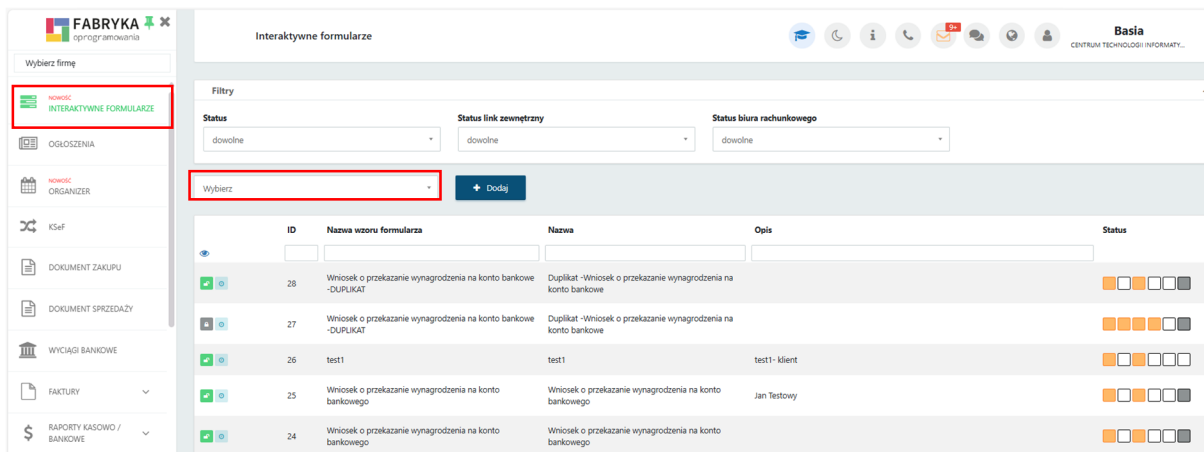 FABRYKA
oprogramowania
Wybierz firmę
NOWOŚĆ
INTERAKTYWNE FORMULARZE
OGŁOSZENIA
NOWOŚĆ
ORGANIZER
KSeF
DOKUMENT ZAKUPU
DOKUMENT SPRZEDAŻY
WYCIĄGI BANKOWE
FAKTURY
RAPORTY KASOWO /
BANKOWE
Interaktywne formularze
9+
Basia
CENTRUM TECHNOLOGII INFORMATY...
Filtry
Status
Status link zewnętrzny
Status biura rachunkowego
dowolne
dowolne
dowolne
Wybierz
+ Dodaj
ID
Nazwa wzoru formularza
Nazwa
Opis
Status
28
Wniosek o przekazanie wynagrodzenia na konto bankowe
-DUPLIKAT
Duplikat -Wniosek o przekazanie wynagrodzenia na
konto bankowe
27
Wniosek o przekazanie wynagrodzenia na konto bankowe
-DUPLIKAT
Duplikat -Wniosek o przekazanie wynagrodzenia na
konto bankowe
26
test1
test1
test1- klient
25
Wniosek o przekazanie wynagrodzenia na konto
bankowego
Wniosek o przekazanie wynagrodzenia na konto
bankowego
Jan Testowy
24
Wniosek o przekazanie wynagrodzenia na konto
bankowego
Wniosek o przekazanie wynagrodzenia na konto
bankowego